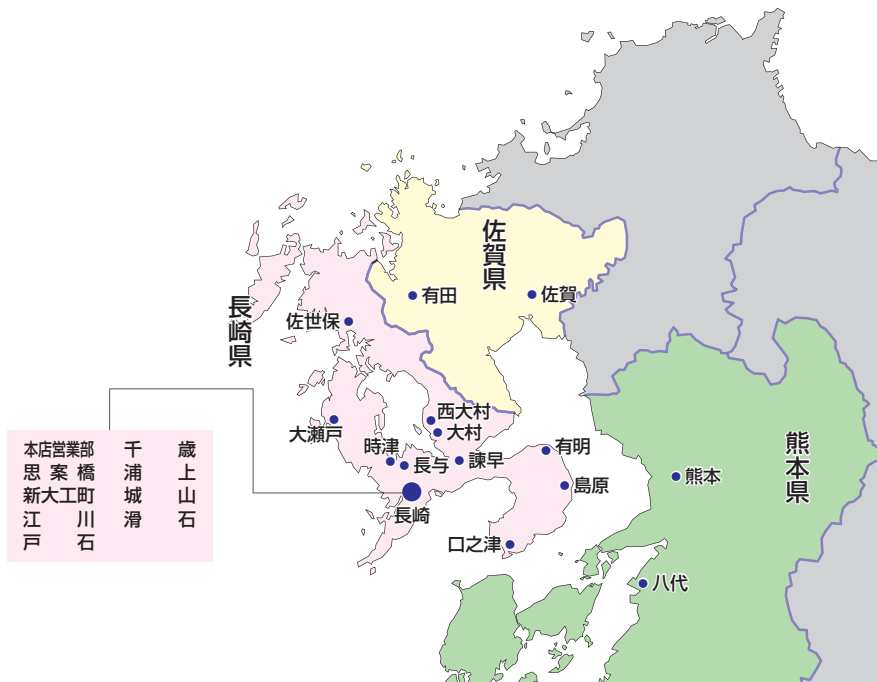 佐賀県
有田
佐賀
長崎県
佐世保
西大村
大村
大瀬戸
時津
長与
諫早
有明
島原
長崎
口之津
熊本県
熊本
八代
本店営業部 千歳
思案橋 浦上
新大工町 城山
江川 滑石
戸石